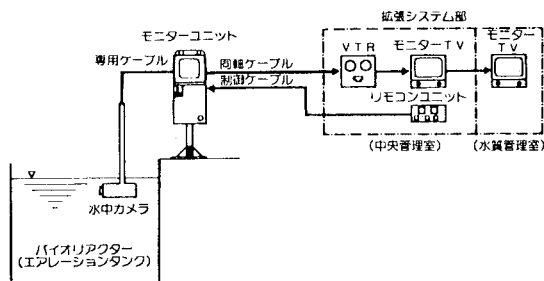 拡張システム部
モニターユニット
専用ケーブル
同軸ケーブル
制御ケーブル
VTR
モニターTV
モニター
TV
リモコンユニット
(中央管理室)
(水質管理室)
水中カメラ
バイオリアクター
(エアレーションタンク)